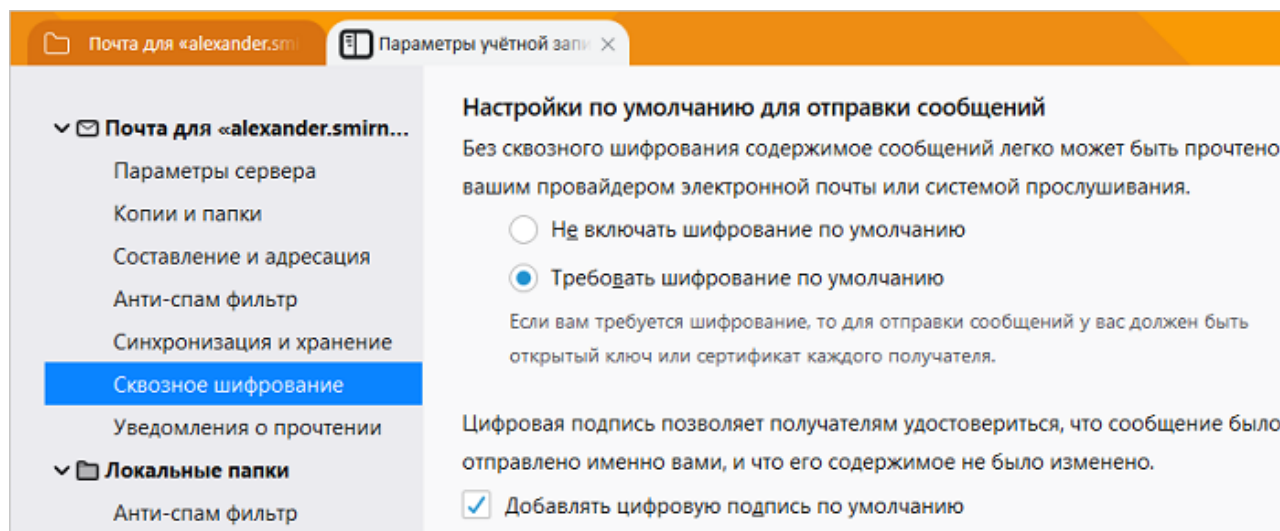 Почта для «alexander.sm
Параметры учётной запи
Почта для «alexander.smirn...
Параметры сервера
Копии и папки
Составление и адресация
Анти-спам фильтр
Синхронизация и хранение
Сквозное шифрование
Уведомления о прочтении
Локальные папки
Анти-спам фильтр
Настройки по умолчанию для отправки сообщений
Без сквозного шифрования содержимое сообщений легко может быть прочтено
вашим провайдером электронной почты или системой прослушивания.
Не включать шифрование по умолчанию
Требовать шифрование по умолчанию
Если вам требуется шифрование, то для отправки сообщений у вас должен быть
открытый ключ или сертификат каждого получателя.
Цифровая подпись позволяет получателям удостовериться, что сообщение было
отправлено именно вами, и что его содержимое не было изменено.
Добавлять цифровую подпись по умолчанию